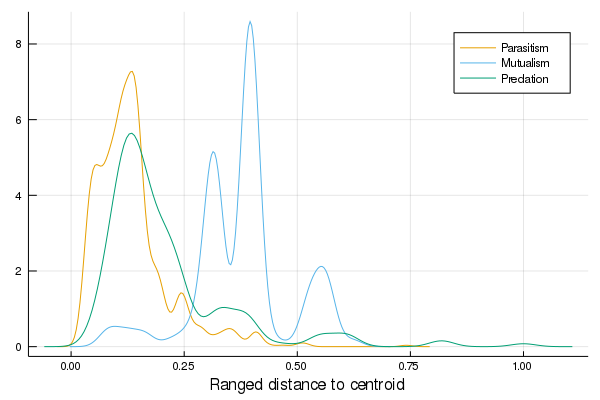 Parasitism
Mutualism
Predation
8
6
4
2
0
0.00 0.25 0.50 0.75 1.00
Ranged distance to centroid